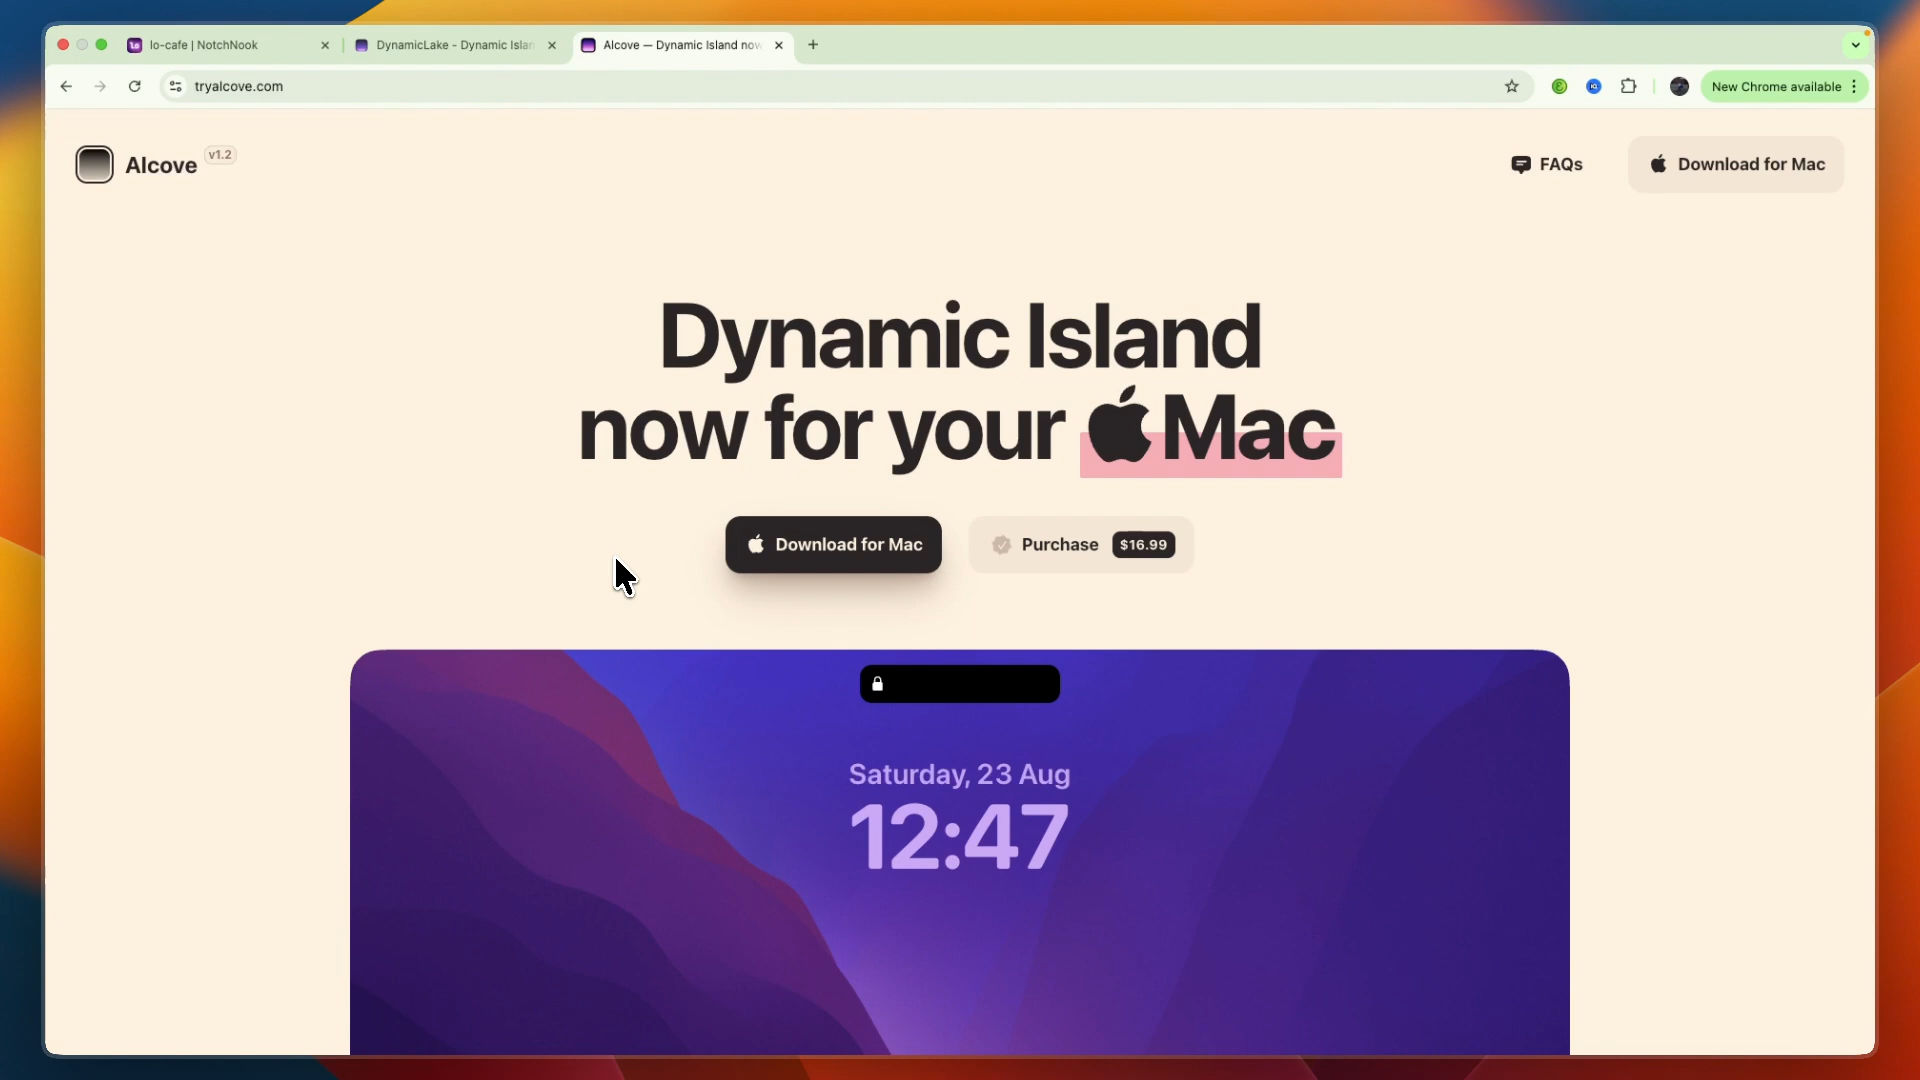 lo-cafe | NotchNook
DynamicLake - Dynamic Islan
Alcove — Dynamic Island now
tryalcove.com
New Chrome available
Alcove v1.2
FAQs
Download for Mac
Dynamic Island
now for your Mac
Download for Mac
Purchase $16.99
Saturday, 23 Aug
12:47